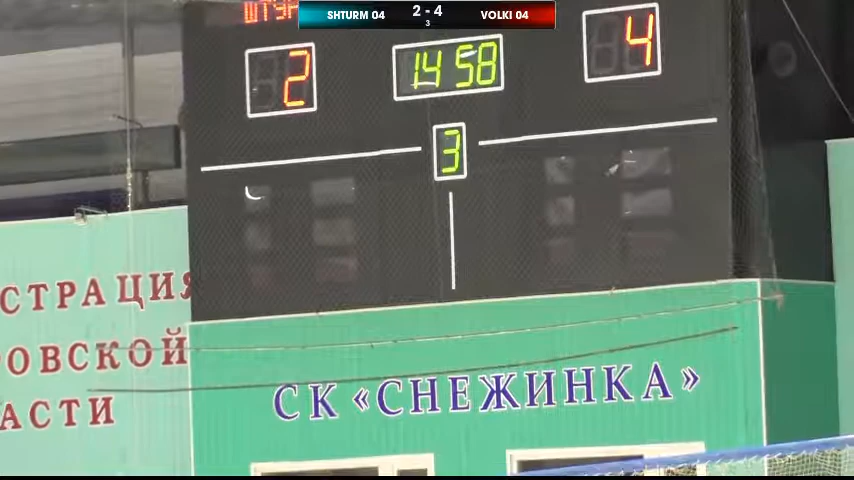 SHTURM 04 2 - 4 VOLKI 04
3
ШТУР
2 14 58 4
3
СТРАЦИЯ
РОВСКОЙ
АСТИ
СК «СНЕЖИНКА»